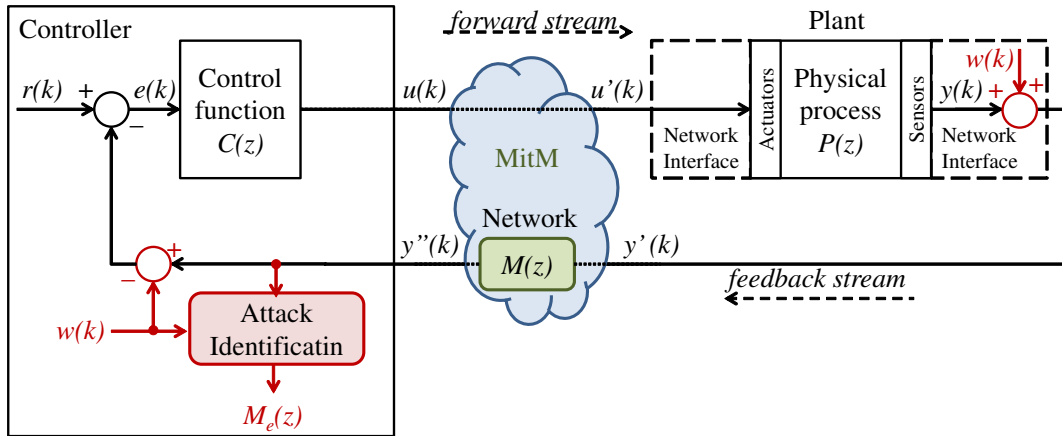 Controller
forward stream
Plant
r(k)
+
−
e(k)
Control
function
C(z)
u(k)
u'(k)
MitM
Network
Interface
Actuators
Physical
process
P(z)
Sensors
y(k)
w(k)
+
+
Network
Interface
Network
M(z)
y''(k)
y'(k)
feedback stream
+
−
w(k)
Attack
Identificatin
Mₑ(z)